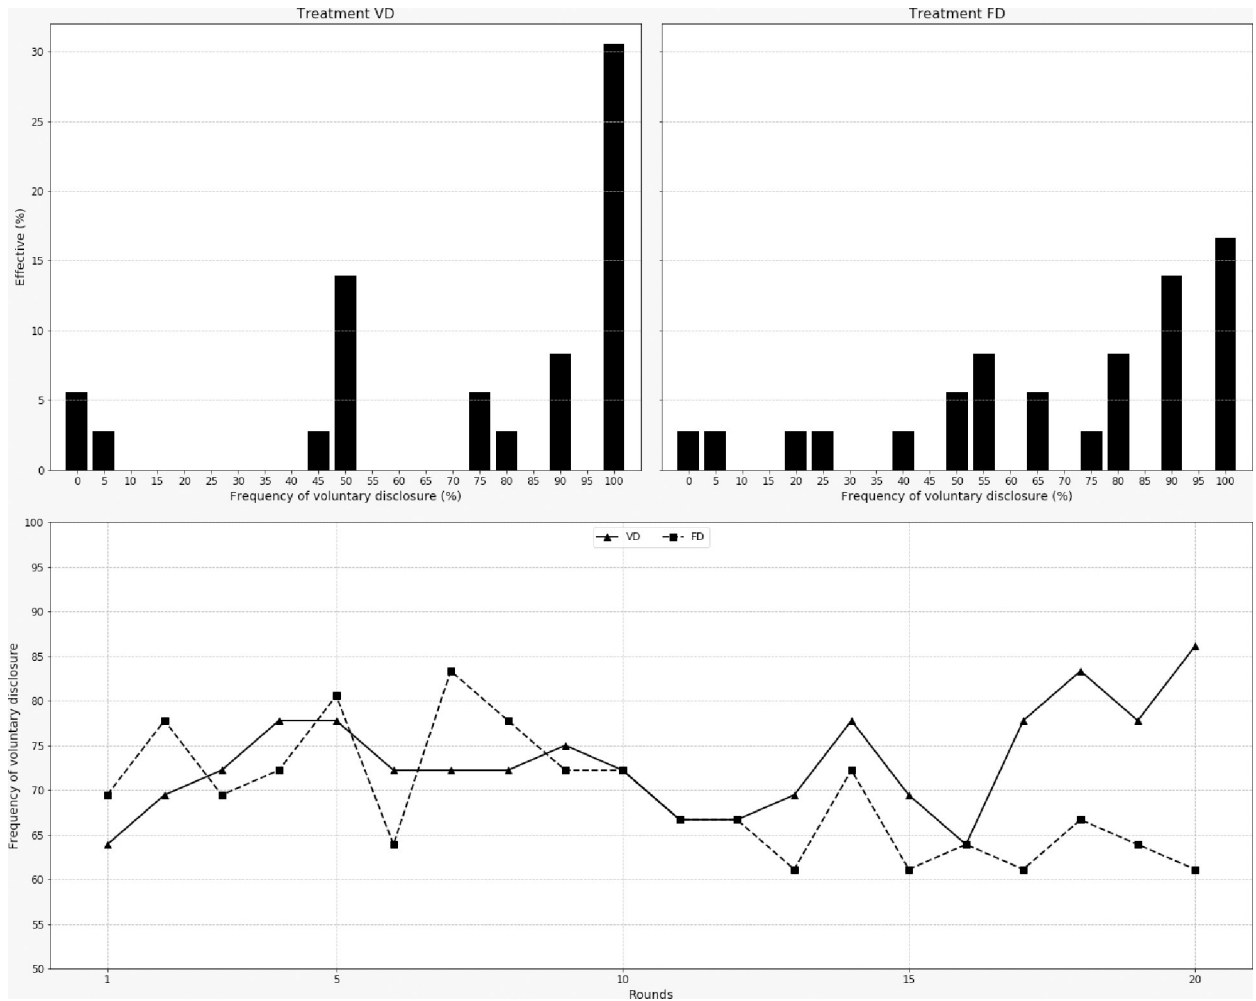 Treatment VD
Treatment FD
30
25
20
15
10
5
0
Effective (%)
0 5 10 15 20 25 30 35 40 45 50 55 60 65 70 75 80 85 90 95 100
0 5 10 15 20 25 30 35 40 45 50 55 60 65 70 75 80 85 90 95 100
Frequency of voluntary disclosure (%)
Frequency of voluntary disclosure (%)
VD FD
100
95
90
85
80
75
70
65
60
55
50
Frequency of voluntary disclosure
1 5 10 15 20
Rounds